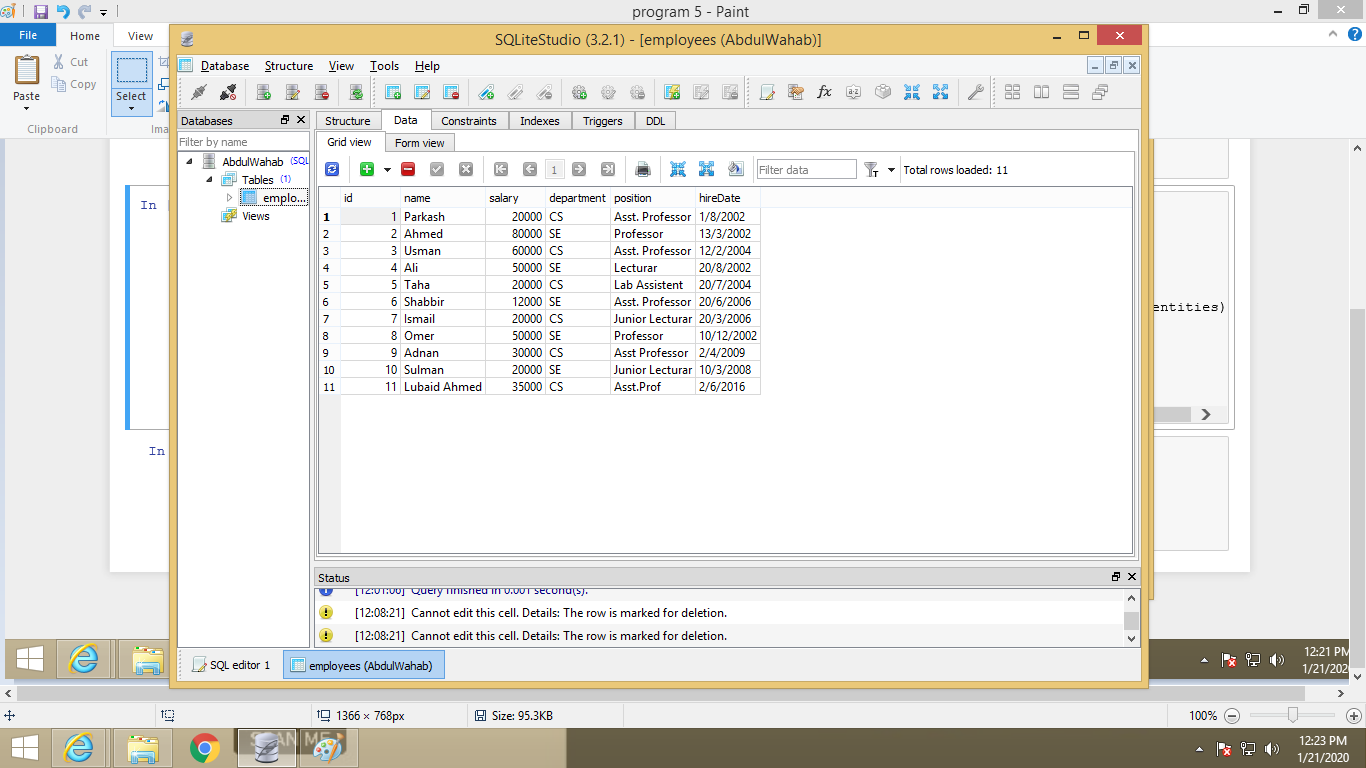 program 5 - Paint
File Home View
Paste
Cut
Copy
Select
Clipboard
Ima
SQLiteStudio (3.2.1) - [employees (AbdulWahab)]
Database Structure View Tools Help
Databases
Filter by name
AbdulWahab (SQL
Tables (1)
emplo...
Views
Structure Data Constraints Indexes Triggers DDL
Grid view Form view
1 Filter data Total rows loaded: 11
id name salary department position hireDate
1 1 Parkash 20000 CS Asst. Professor 1/8/2002
2 2 Ahmed 80000 SE Professor 13/3/2002
3 3 Usman 60000 CS Asst. Professor 12/2/2004
4 4 Ali 50000 SE Lecturar 20/8/2002
5 5 Taha 20000 CS Lab Assistent 20/7/2004
6 6 Shabbir 12000 SE Asst. Professor 20/6/2006
7 7 Ismail 20000 CS Junior Lecturar 20/3/2006
8 8 Omer 50000 SE Professor 10/12/2002
9 9 Adnan 30000 CS Asst Professor 2/4/2009
10 10 Sulman 20000 SE Junior Lecturar 10/3/2008
11 11 Lubaid Ahmed 35000 CS Asst.Prof 2/6/2016
In [
In
entities)
Status
[12:01:00] Query finished in 0.001 second(s).
[12:08:21] Cannot edit this cell. Details: The row is marked for deletion.
[12:08:21] Cannot edit this cell. Details: The row is marked for deletion.
SQL editor 1 employees (AbdulWahab)
12:21 PM
1/21/2020
1366 × 768px Size: 95.3KB 100%
SCAN ME
12:23 PM
1/21/2020